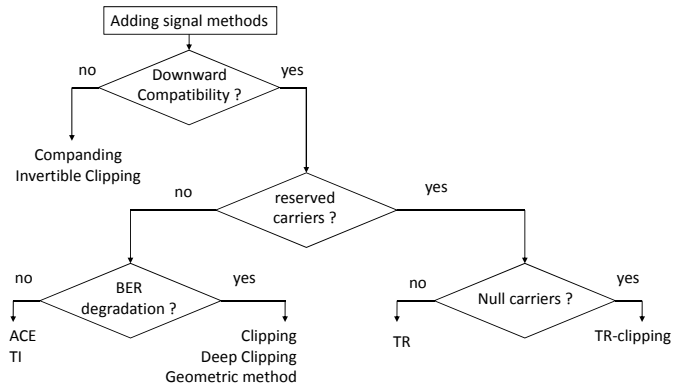 Adding signal methods
no
Downward
Compatibility ?
yes
Companding
Invertible Clipping
no
reserved
carriers ?
yes
no
BER
degradation ?
yes
no
Null carriers ?
yes
ACE
TI
Clipping
Deep Clipping
Geometric method
TR
TR-clipping